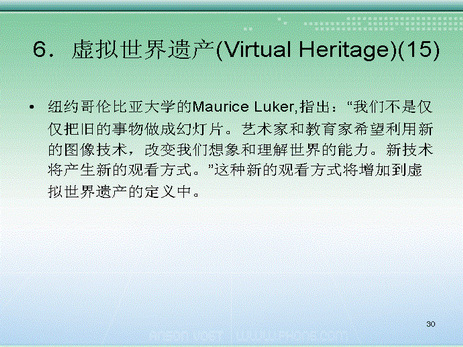 6．虚拟世界遗产(Virtual Heritage)(15)
• 纽约哥伦比亚大学的Maurice Luker,指出：“我们不是仅
仅把旧的事物做成幻灯片。艺术家和教育家希望利用新
的图像技术，改变我们想象和理解世界的能力。新技术
将产生新的观看方式。”这种新的观看方式将增加到虚
拟世界遗产的定义中。
30